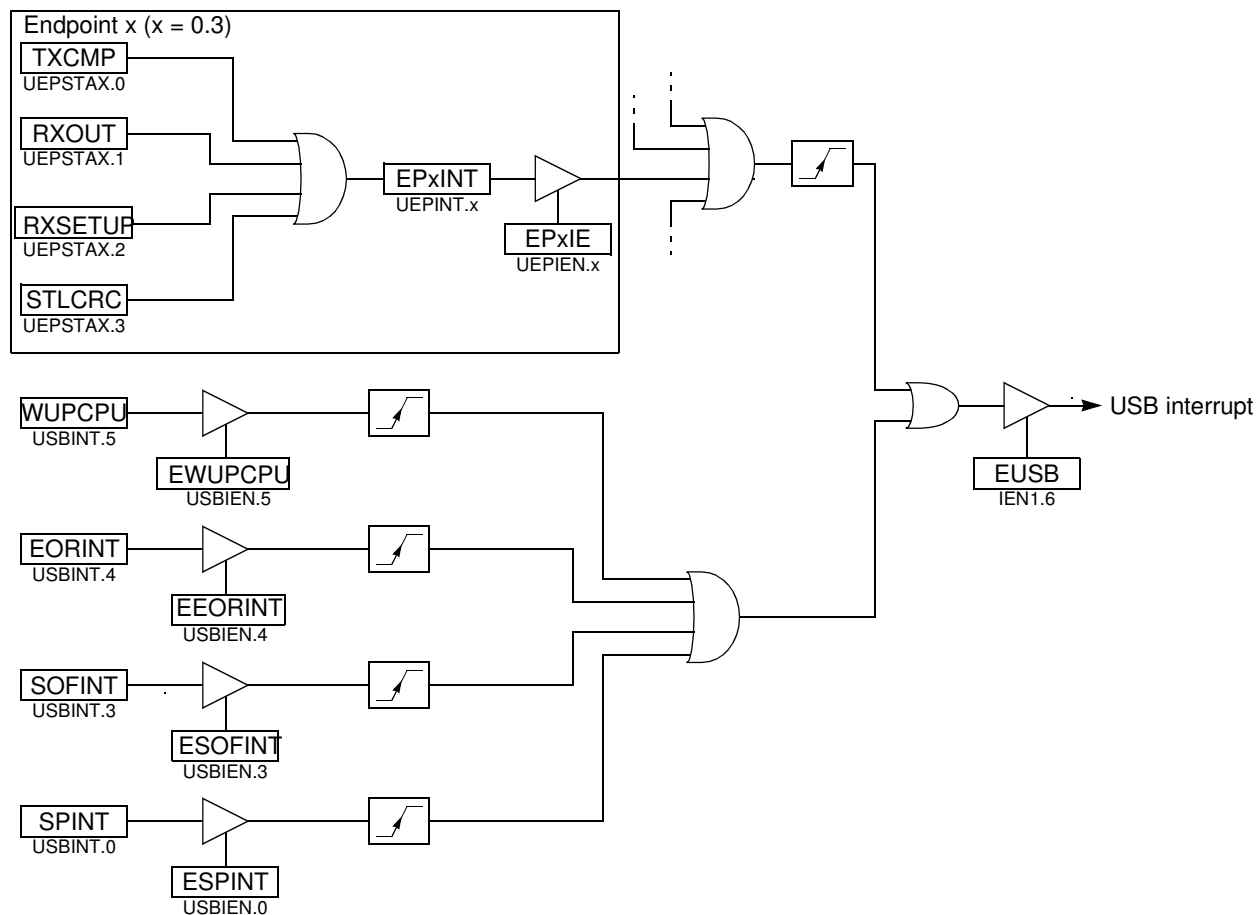 Endpoint x (x = 0.3)
TXCMP
UEPSTAX.0
RXOUT
UEPSTAX.1
RXSETUP
UEPSTAX.2
STLCRC
UEPSTAX.3
EPxINT
UEPINT.x
EPxIE
UEPIEN.x
WUPCPU
USBINT.5
EWUPCPU
USBIEN.5
EORINT
USBINT.4
EEORINT
USBIEN.4
SOFINT
USBINT.3
ESOFINT
USBIEN.3
SPINT
USBINT.0
ESPINT
USBIEN.0
USB interrupt
EUSB
IEN1.6